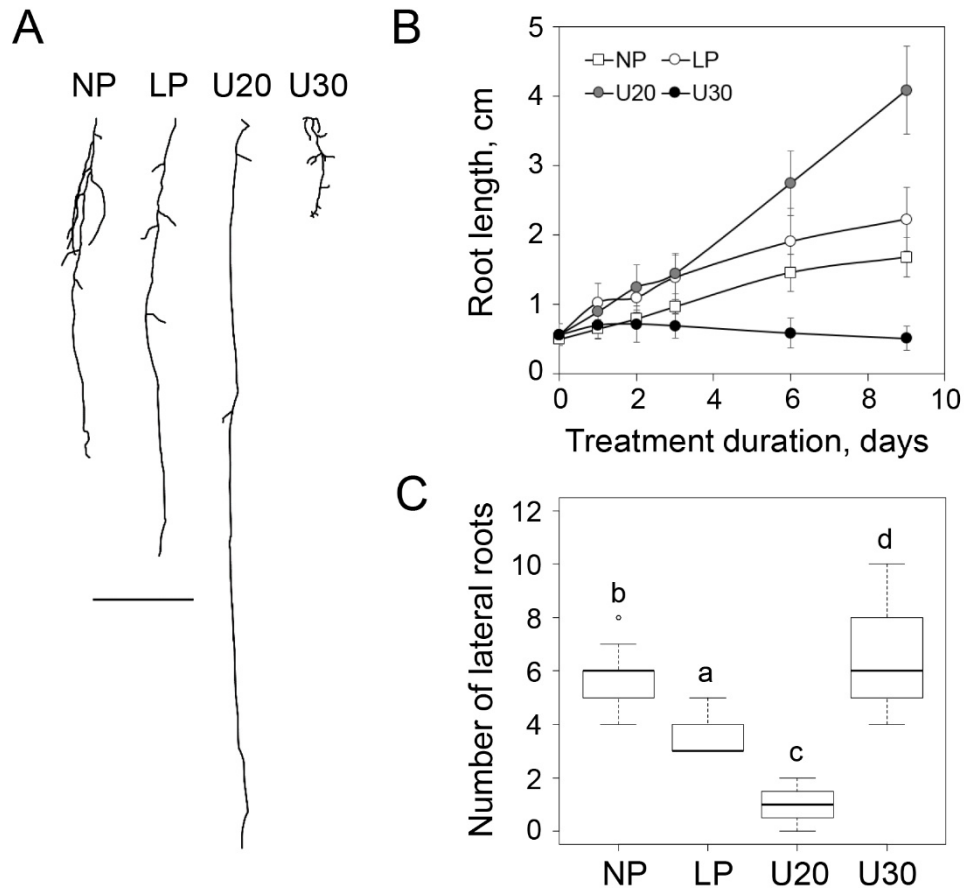 A
NP LP U20 U30
B
Root length, cm
5
4
3
2
1
0
NP LP
U20 U30
0 2 4 6 8 10
Treatment duration, days
C
Number of lateral roots
12
10
8
6
4
2
0
b
a
c
d
NP LP U20 U30